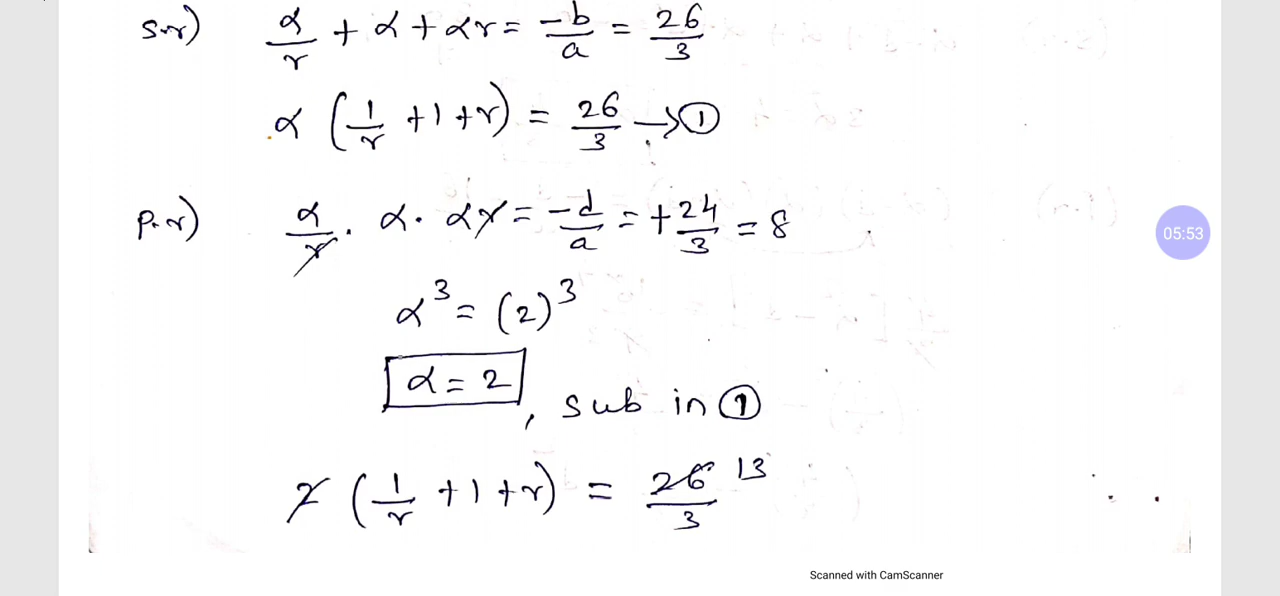 S.r) α/r + α + αr = -b/a = 26/3
α (1/r + 1 + r) = 26/3 → ①
P.r) α/r . α . αr = -d/a = +24/3 = 8
05:53
α³ = (2)³
α = 2 , sub in ①
2 (1/r + 1 + r) = 26/3 13
Scanned with CamScanner